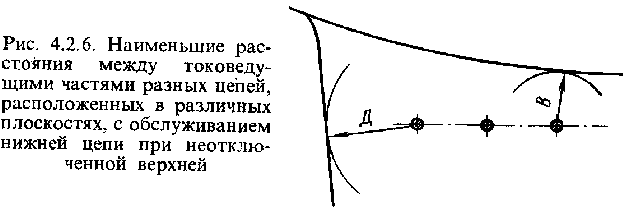 Рис. 4.2.6. Наименьшие рас-
стояния между токоведу-
щими частями разных цепей,
расположенных в различных
плоскостях, с обслуживанием
нижней цепи при неотклю-
ченной верхней
Д
В